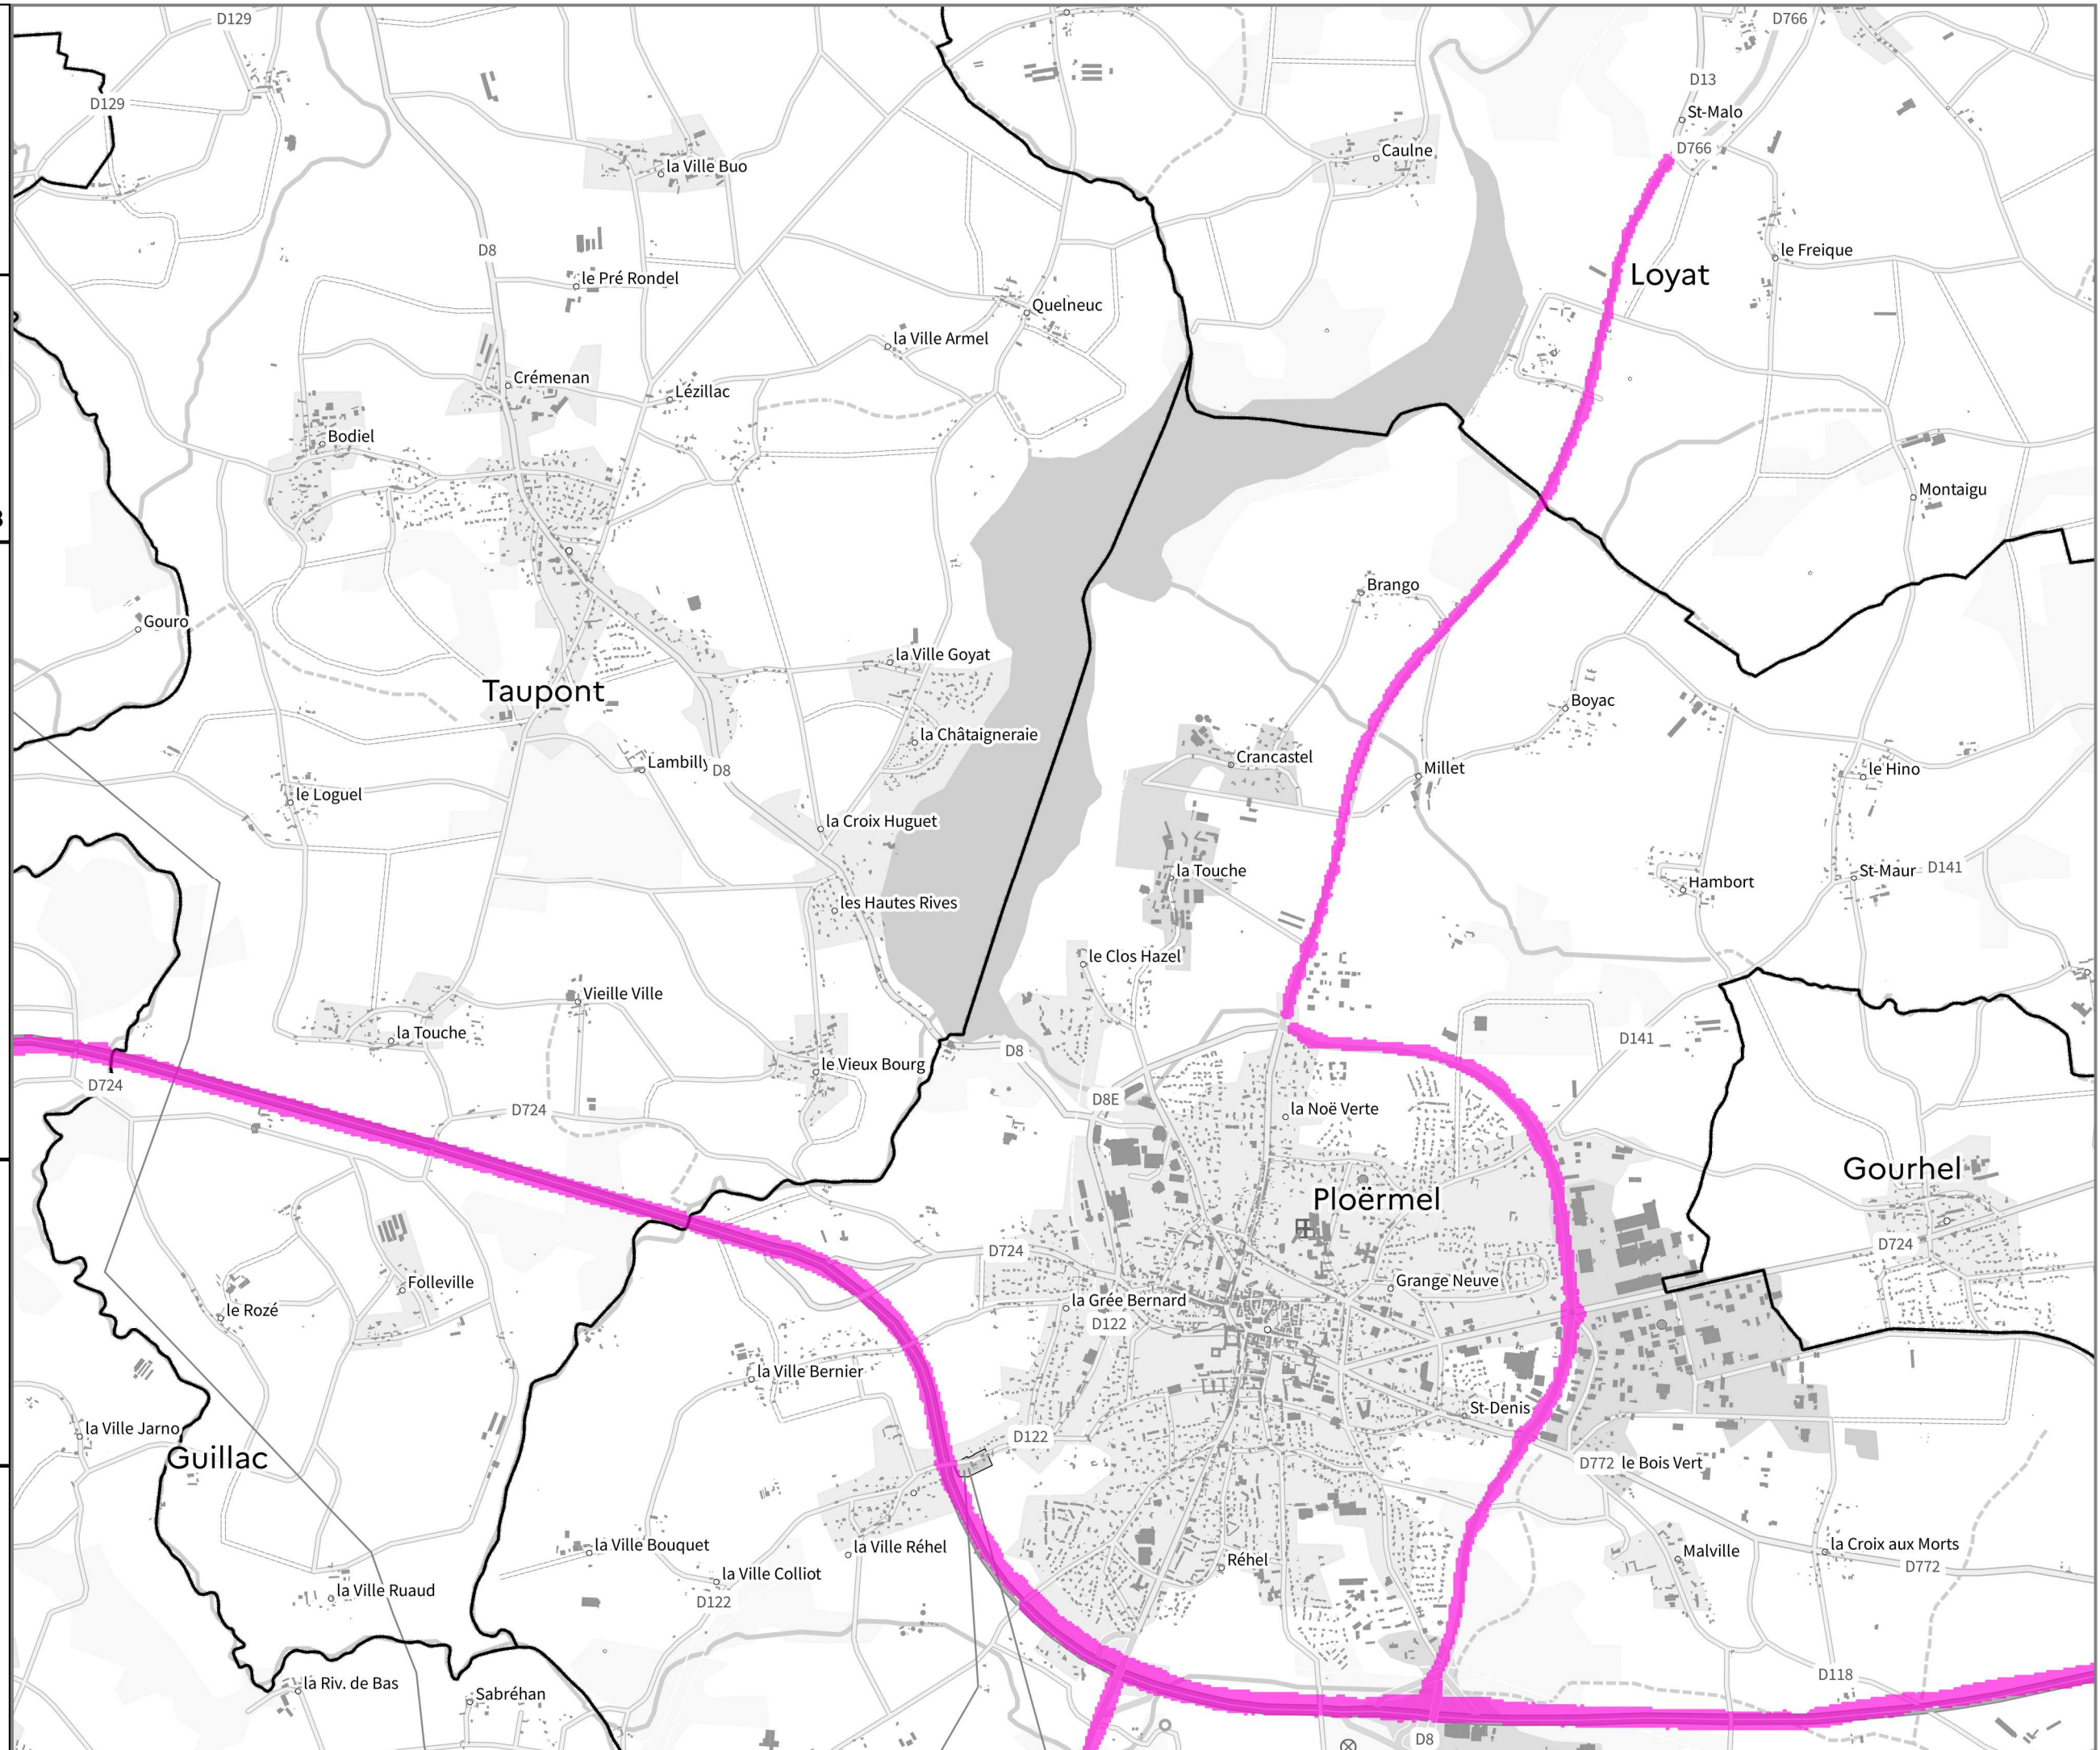 D129
D766
D13
D129
St-Malo
D766
Caulne
la Ville Buo
D8
le Freique
Loyat
le Pré Rondel
Quelneuc
la Ville Armel
Crémenan
Lézillac
Bodiel
Montaigu
Brango
Gouro
la Ville Goyat
Taupont
Boyac
la Châtaigneraie
Crancastel
Lambilly
D8
Millet
le Hino
le Loguel
la Croix Huguet
la Touche
St-Maur
D141
Hambort
les Hautes Rives
le Clos Hazel
Vieille Ville
la Touche
D141
D8
le Vieux Bourg
D724
D8E
D724
la Noë Verte
Gourhel
Ploërmel
D724
D724
Folleville
Grange Neuve
la Grée Bernard
le Rozé
D122
la Ville Bernier
St-Denis
la Ville Jarno
D122
Guillac
D772
le Bois Vert
la Ville Bouquet
la Ville Réhel
la Croix aux Morts
Malville
Réhel
D772
la Ville Colliot
la Ville Ruaud
D122
D118
la Riv. de Bas
Sabréhan
D8